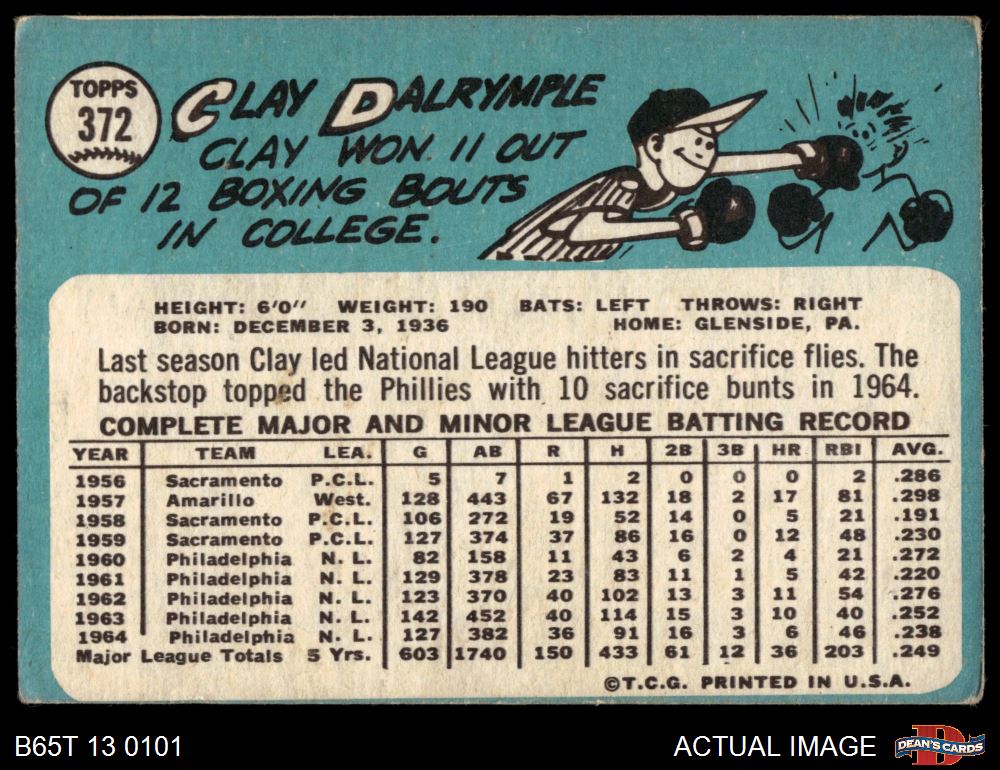 TOPPS
372
CLAY DALRYMPLE
CLAY WON 11 OUT
OF 12 BOXING BOUTS
IN COLLEGE.
HEIGHT: 6'0" WEIGHT: 190 BATS: LEFT THROWS: RIGHT
BORN: DECEMBER 3, 1936 HOME: GLENSIDE, PA.
Last season Clay led National League hitters in sacrifice flies. The
backstop topped the Phillies with 10 sacrifice bunts in 1964.
COMPLETE MAJOR AND MINOR LEAGUE BATTING RECORD
YEAR TEAM LEA. G AB R H 2B 3B HR RBI AVG.
1956 Sacramento P.C.L. 5 7 1 2 0 0 0 2 .286
1957 Amarillo West. 128 443 67 132 18 2 17 81 .298
1958 Sacramento P.C.L. 106 272 19 52 14 0 5 21 .191
1959 Sacramento P.C.L. 127 374 37 86 16 0 12 48 .230
1960 Philadelphia N. L. 82 158 11 43 6 2 4 21 .272
1961 Philadelphia N. L. 129 378 23 83 11 1 5 42 .220
1962 Philadelphia N. L. 123 370 40 102 13 3 11 54 .276
1963 Philadelphia N. L. 142 452 40 114 15 3 10 40 .252
1964 Philadelphia N. L. 127 382 36 91 16 3 6 46 .238
Major League Totals 5 Yrs. 603 1740 150 433 61 12 36 203 .249
©T.C.G. PRINTED IN U.S.A.
B65T 13 0101 ACTUAL IMAGE D DEAN'S CARDS